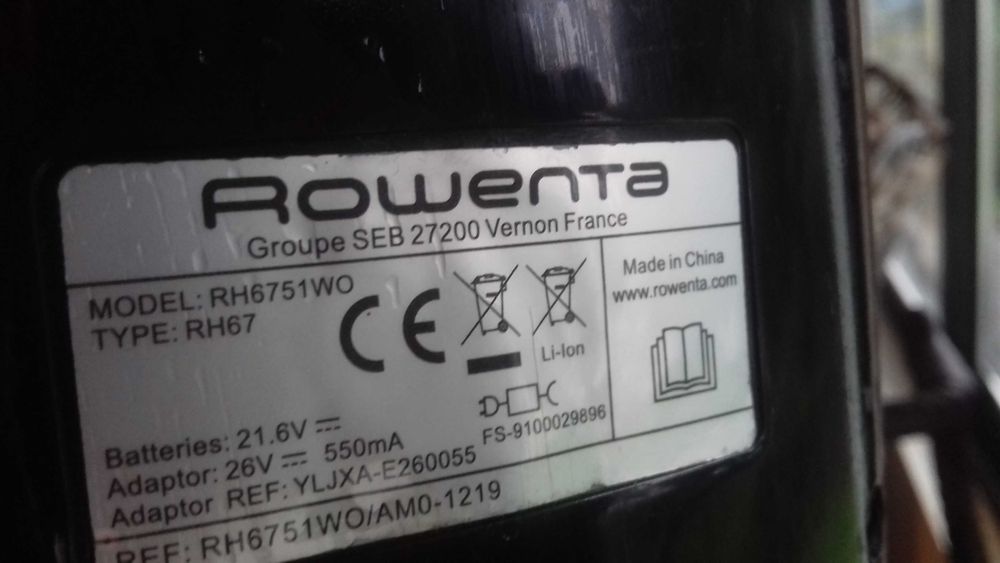 Rowenta
Groupe SEB 27200 Vernon France
MODEL: RH6751WO
TYPE: RH67
CE
Li-Ion
Made in China
www.rowenta.com
Batteries: 21.6V
Adaptor: 26V 550mA
Adaptor REF: YLJXA-E260055
FS-9100029896
REF: RH6751WO/AM0-1219